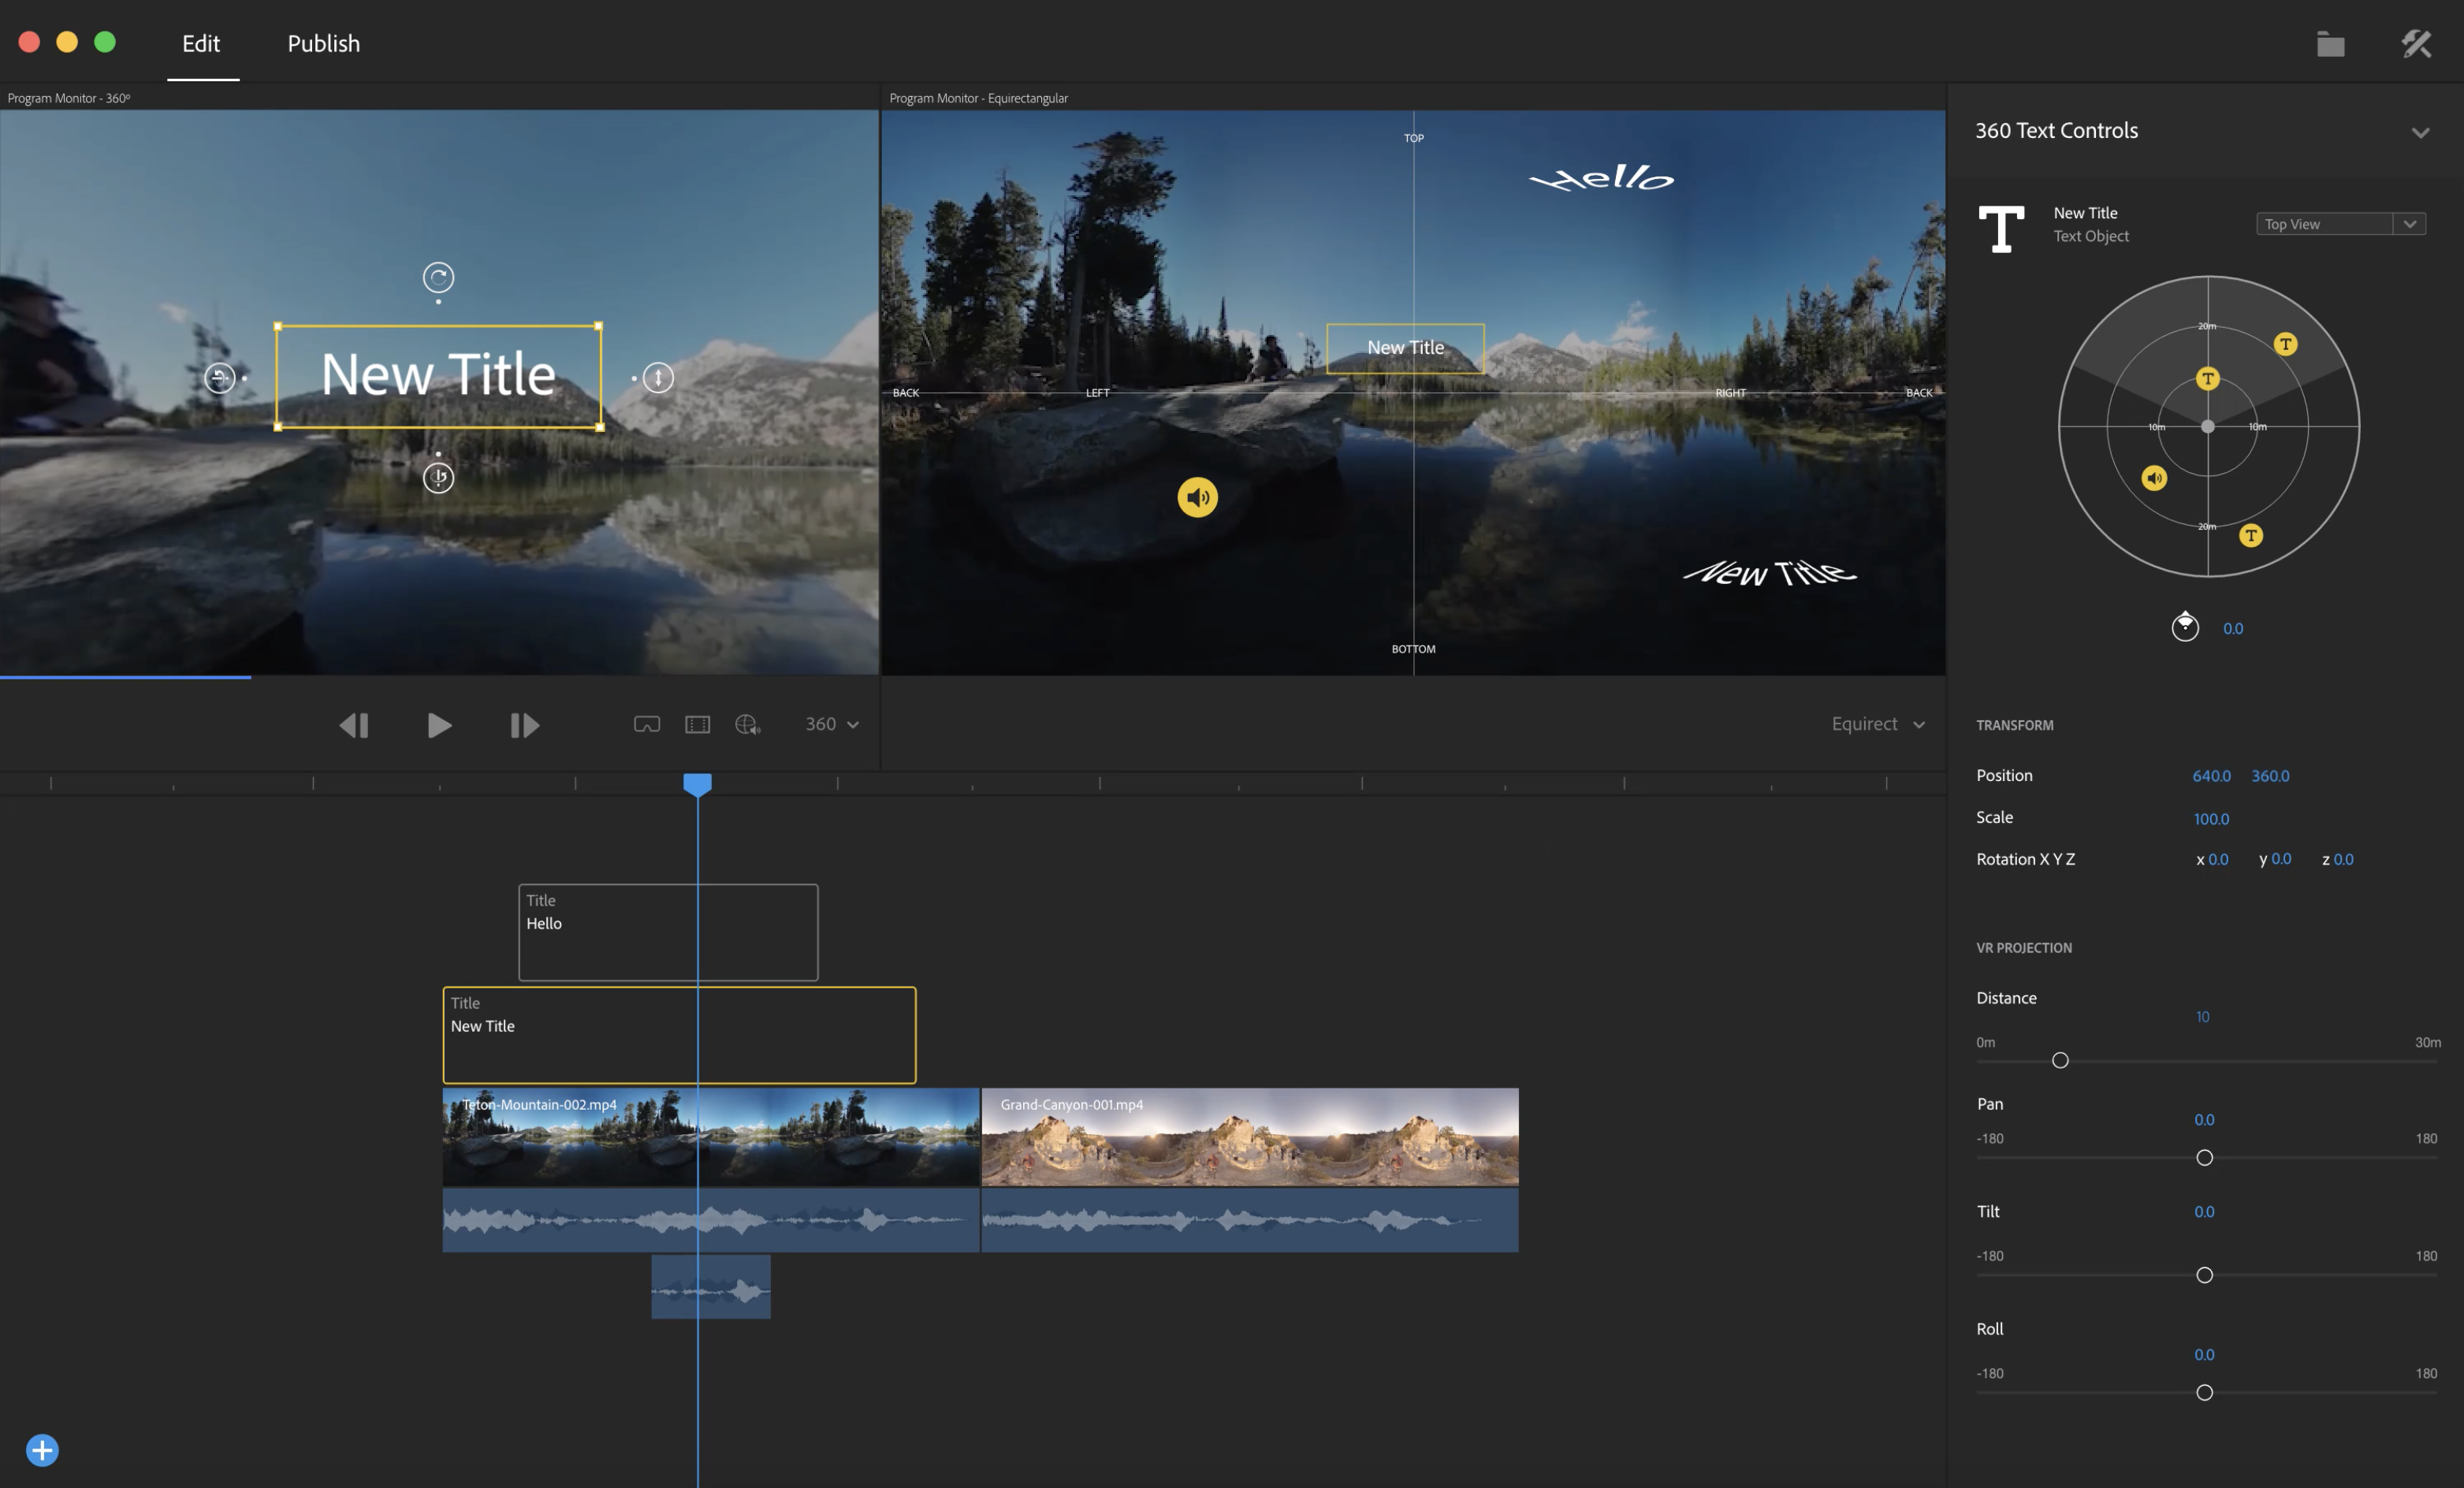 Edit
Publish
Program Monitor - 360º
Program Monitor - Equirectangular
New Title
TOP
Hello
New Title
BACK
LEFT
RIGHT
BACK
New Title
BOTTOM
360
Equirect
360 Text Controls
New Title
Text Object
Top View
20m
T
T
10m
10m
20m
T
0.0
TRANSFORM
Position 640.0 360.0
Scale 100.0
Rotation X Y Z x 0.0 y 0.0 z 0.0
VR PROJECTION
Distance
10
0m 30m
Pan
0.0
-180 180
Tilt
0.0
-180 180
Roll
0.0
-180 180
Title
Hello
Title
New Title
Teton-Mountain-002.mp4
Grand-Canyon-001.mp4